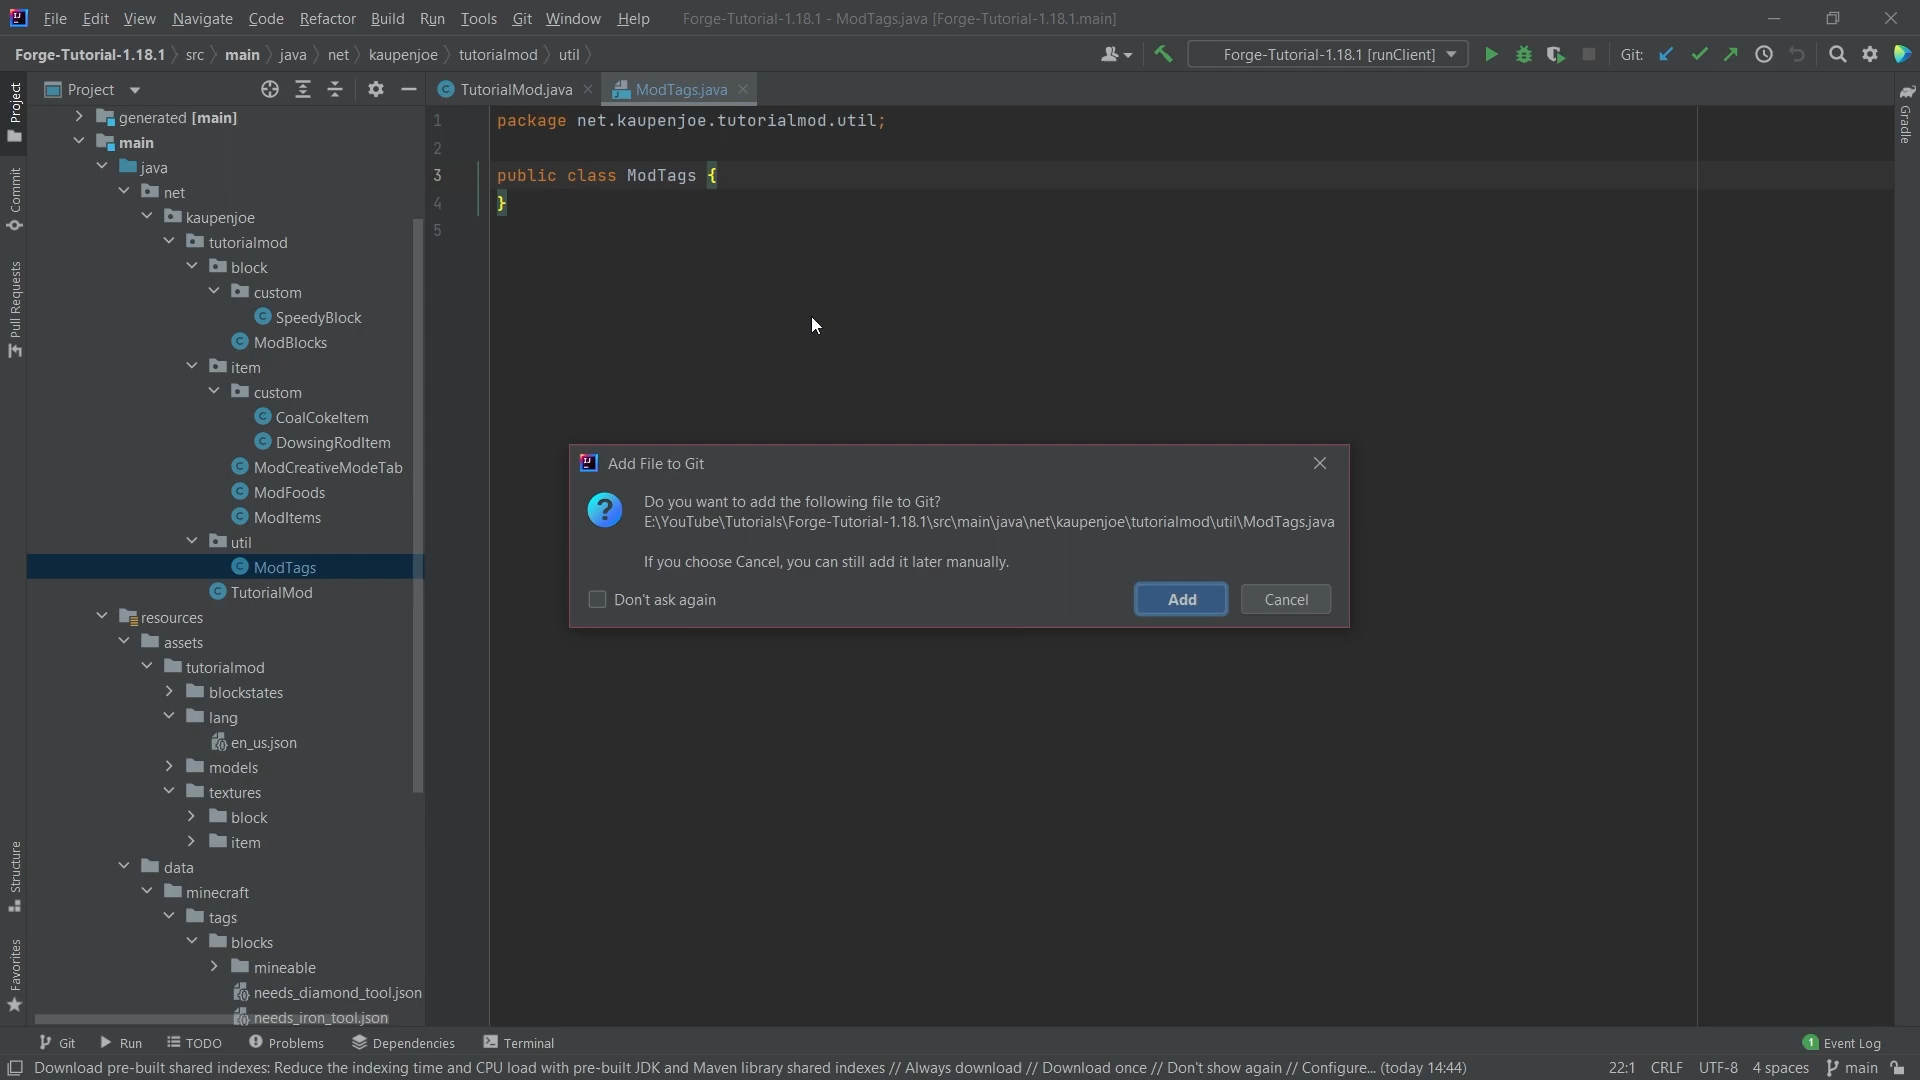 File Edit View Navigate Code Refactor Build Run Tools Git Window Help Forge-Tutorial-1.18.1 - ModTags.java [Forge-Tutorial-1.18.1.main]
Forge-Tutorial-1.18.1 src main java net kaupenjoe tutorialmod util Forge-Tutorial-1.18.1 [runClient] Git:
Project
TutorialMod.java ModTags.java
Project
Commit
Pull Requests
Structure
Favorites
Gradle
generated [main]
main
java
net
kaupenjoe
tutorialmod
block
custom
SpeedyBlock
ModBlocks
item
custom
CoalCokeItem
DowsingRodItem
ModCreativeModeTab
ModFoods
ModItems
util
ModTags
TutorialMod
resources
assets
tutorialmod
blockstates
lang
en_us.json
models
textures
block
item
data
minecraft
tags
blocks
mineable
needs_diamond_tool.json
needs_iron_tool.json
1 package net.kaupenjoe.tutorialmod.util;
2
3 public class ModTags {
4 }
5
Add File to Git
Do you want to add the following file to Git?
E:\YouTube\Tutorials\Forge-Tutorial-1.18.1\src\main\java\net\kaupenjoe\tutorialmod\util\ModTags.java
If you choose Cancel, you can still add it later manually.
Don't ask again Add Cancel
Git Run TODO Problems Dependencies Terminal 1 Event Log
Download pre-built shared indexes: Reduce the indexing time and CPU load with pre-built JDK and Maven library shared indexes // Always download // Download once // Don't show again // Configure... (today 14:44) 22:1 CRLF UTF-8 4 spaces main